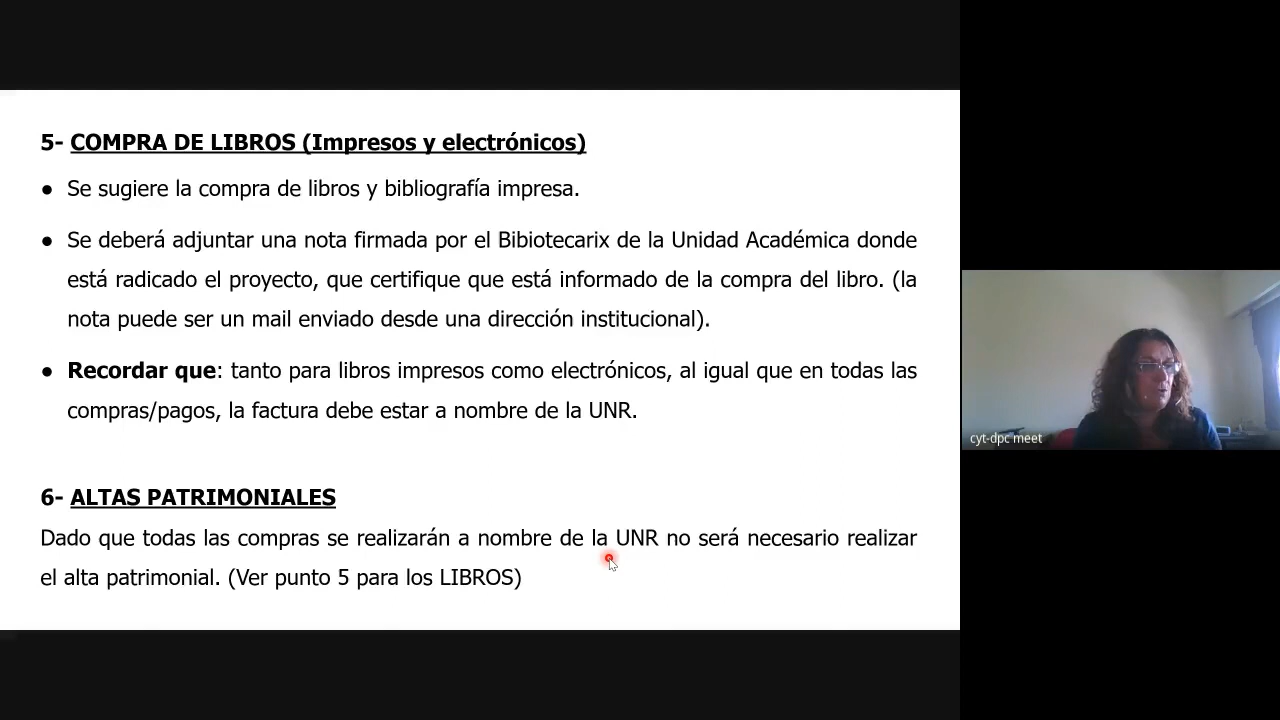 5- COMPRA DE LIBROS (Impresos y electrónicos)
● Se sugiere la compra de libros y bibliografía impresa.
● Se deberá adjuntar una nota firmada por el Bibiotecarix de la Unidad Académica donde
está radicado el proyecto, que certifique que está informado de la compra del libro. (la
nota puede ser un mail enviado desde una dirección institucional).
● Recordar que: tanto para libros impresos como electrónicos, al igual que en todas las
compras/pagos, la factura debe estar a nombre de la UNR.
6- ALTAS PATRIMONIALES
Dado que todas las compras se realizarán a nombre de la UNR no será necesario realizar
el alta patrimonial. (Ver punto 5 para los LIBROS)
cyt-dpc meet